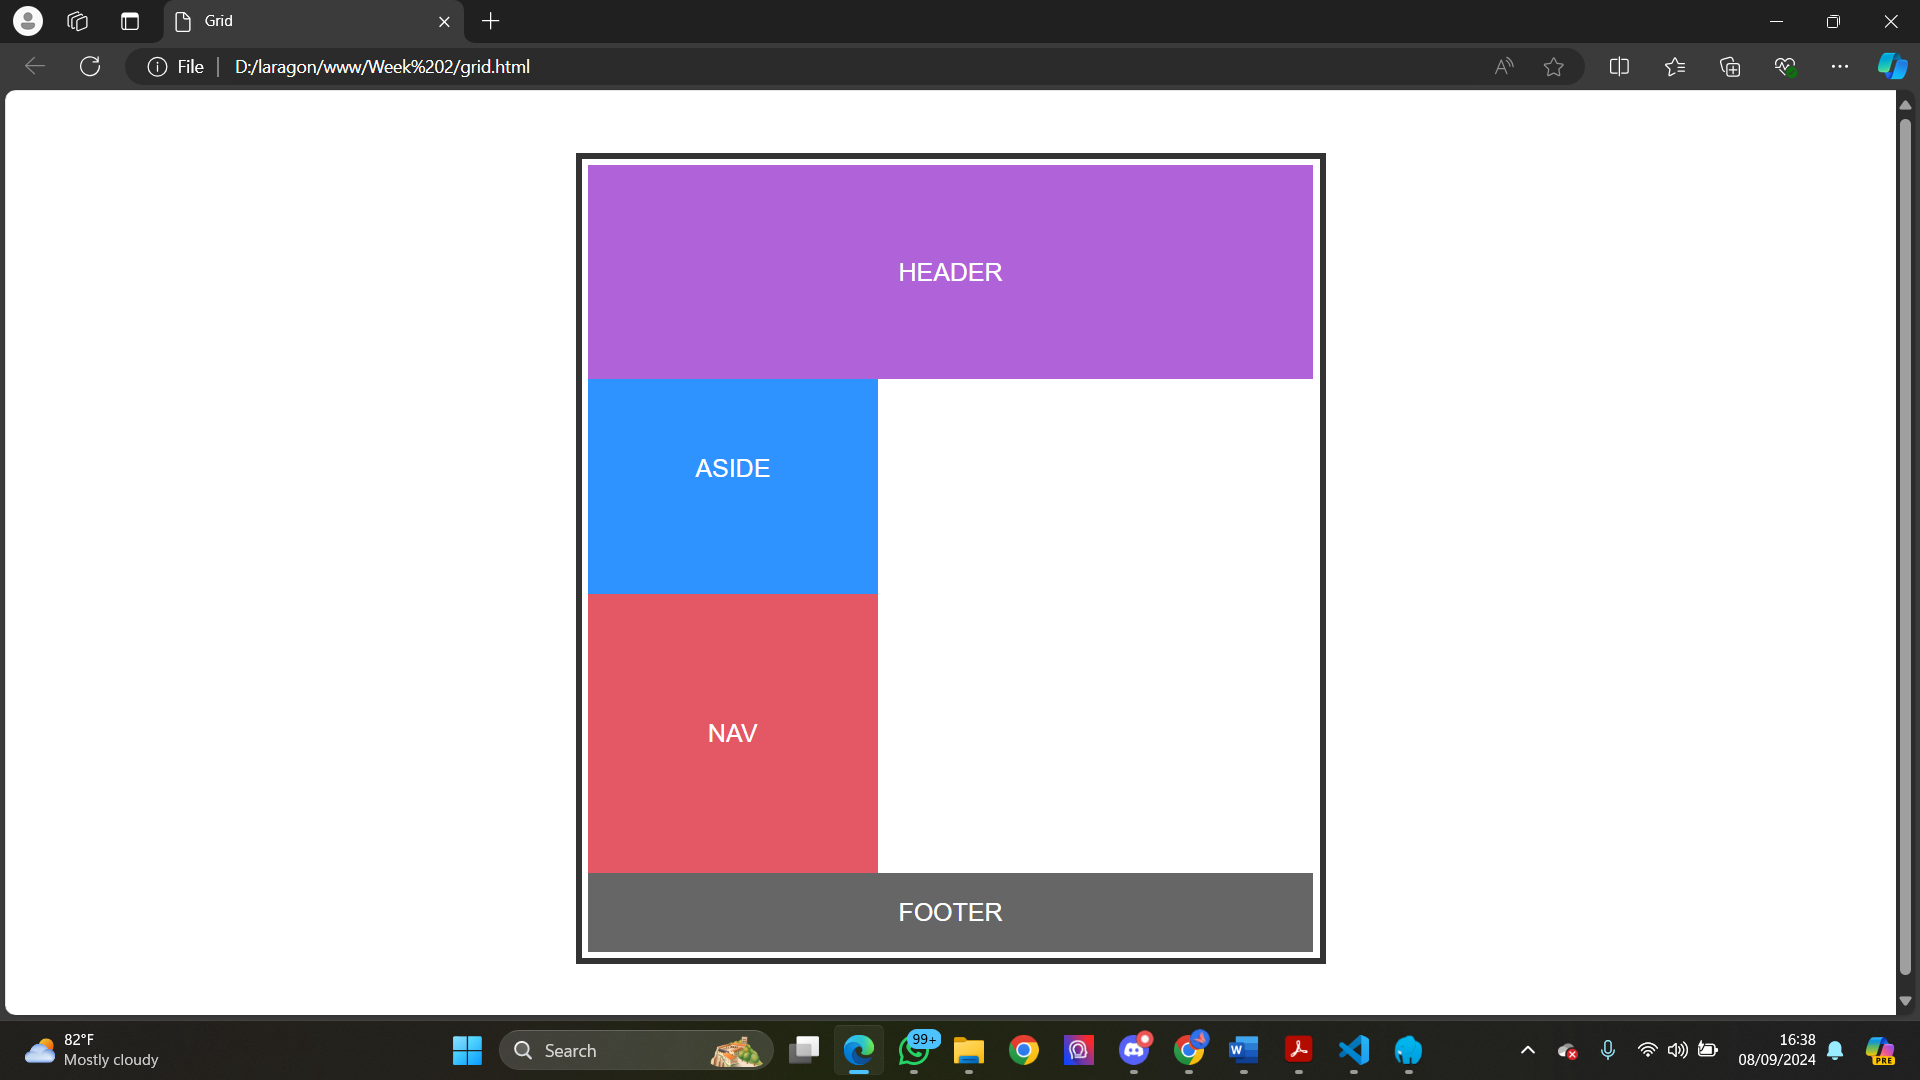 Grid
File
D:/laragon/www/Week%202/grid.html
HEADER
ASIDE
NAV
FOOTER
82°F
Mostly cloudy
Search
99+
W
16:38
08/09/2024
PRE